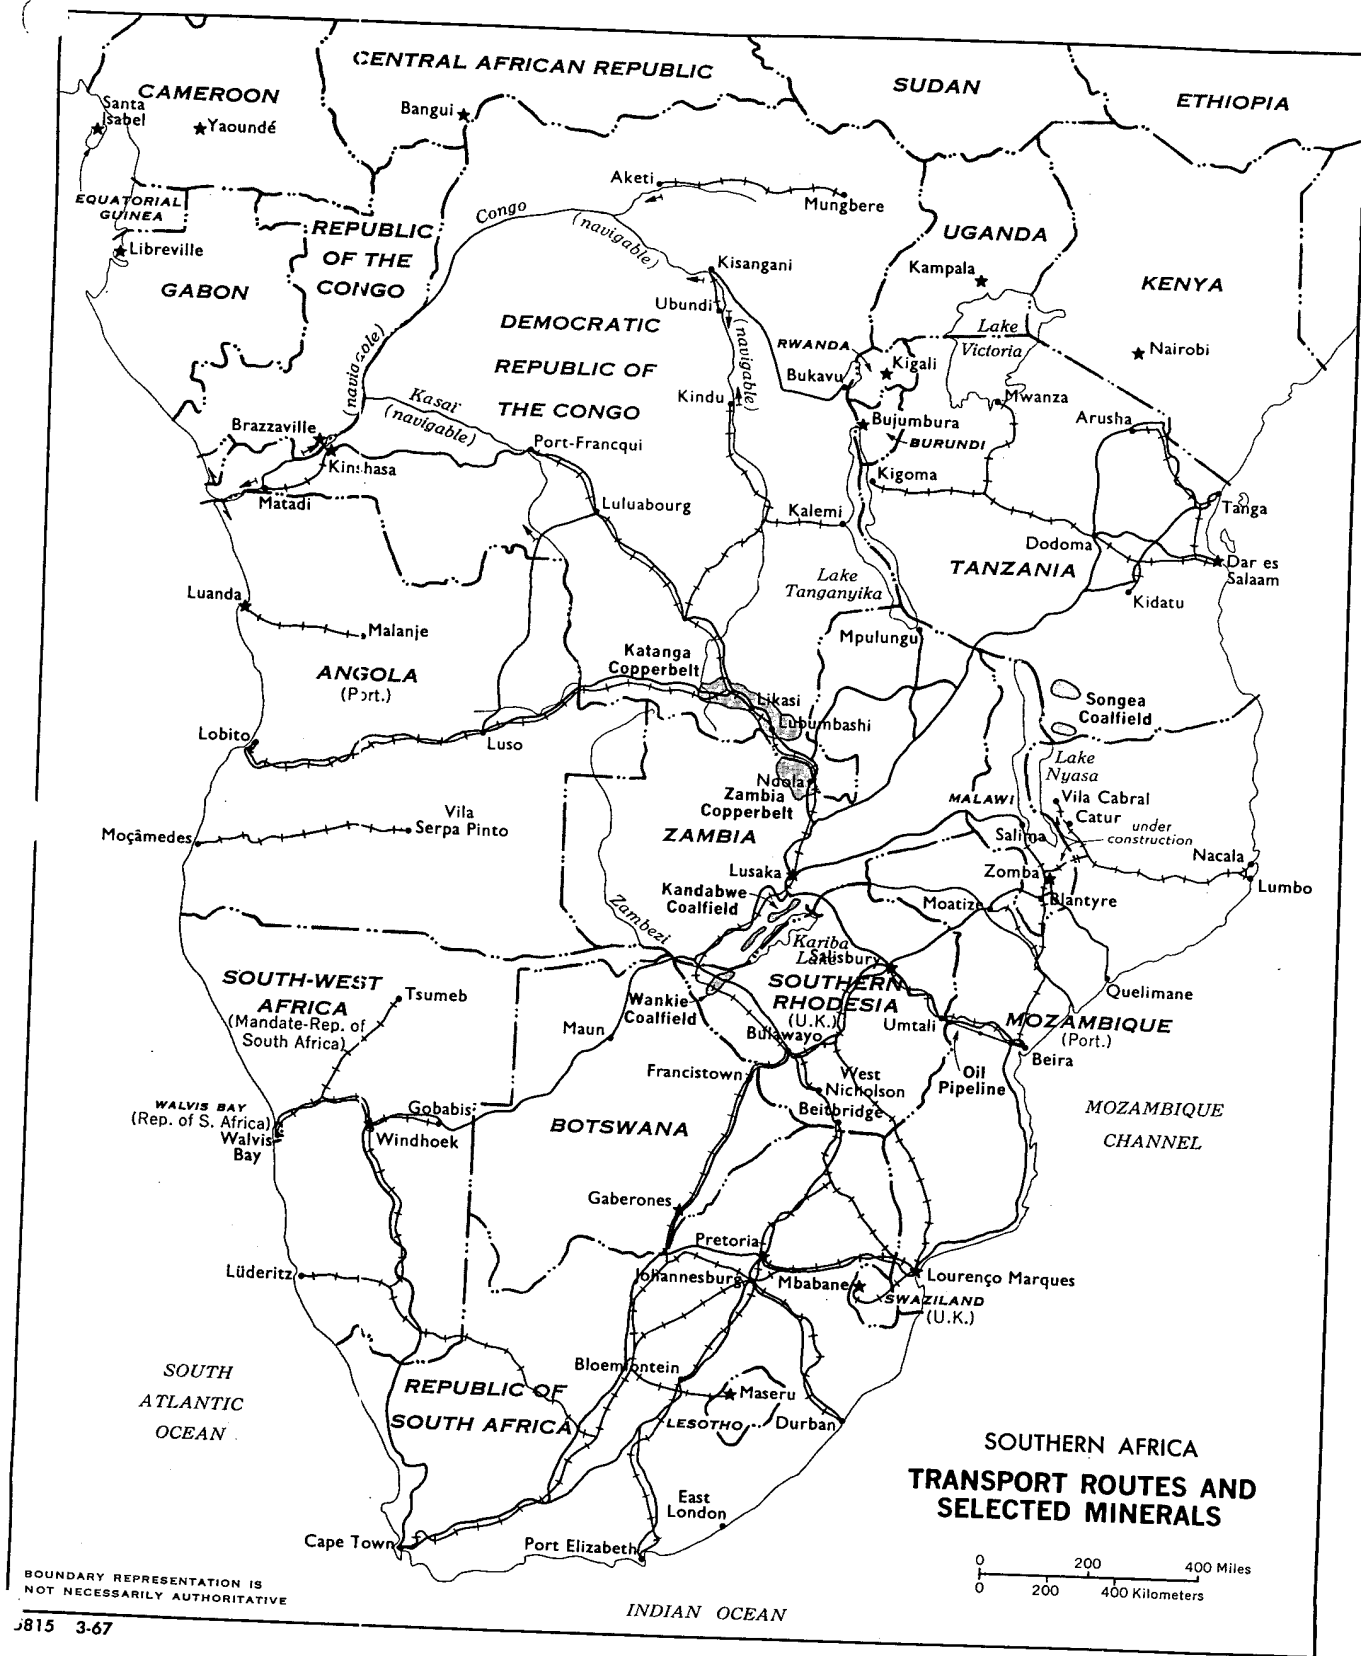 CENTRAL AFRICAN REPUBLIC
SUDAN
ETHIOPIA
CAMEROON
Santa
Isabel
Yaoundé
Bangui
EQUATORIAL
GUINEA
Libreville
GABON
REPUBLIC
OF THE
CONGO
Aketi
Mungbere
Congo
(navigable)
Kisangani
Ubundi
(navigable)
UGANDA
Kampala
KENYA
Nairobi
Lake
Victoria
RWANDA
Kigali
Bukavu
Mwanza
Arusha
DEMOCRATIC
REPUBLIC OF
THE CONGO
Kindu
Bujumbura
BURUNDI
Kigoma
(navigable)
Kasai
(navigable)
Brazzaville
Kinshasa
Port-Francqui
Matadi
Luluabourg
Kalemi
Tanga
Dodoma
Dar es
Salaam
TANZANIA
Kidatu
Lake
Tanganyika
Mpulungu
Luanda
Malanje
ANGOLA
(Port.)
Katanga
Copperbelt
Likasi
Lubumbashi
Songea
Coalfield
Lobito
Luso
Lake
Nyasa
Ndola
Zambia
Copperbelt
MALAWI
Vila Cabral
Catur
under
construction
Moçâmedes
Vila
Serpa Pinto
ZAMBIA
Salima
Nacala
Lumbo
Lusaka
Zomba
Kandabwe
Coalfield
Moatize
Blantyre
Zambezi
Kariba
Lake
Salisbury
SOUTH-WEST
AFRICA
(Mandate-Rep. of
South Africa)
Tsumeb
Wankie
Coalfield
SOUTHERN
RHODESIA
(U.K.)
Quelimane
Maun
Bulawayo
Umtali
MOZAMBIQUE
(Port.)
Beira
Francistown
West
Nicholson
Oil
Pipeline
Beitbridge
WALVIS BAY
(Rep. of S. Africa)
Walvis
Bay
Gobabis
Windhoek
BOTSWANA
MOZAMBIQUE
CHANNEL
Gaberones
Pretoria
Lüderitz
Johannesburg
Mbabane
Lourenço Marques
SWAZILAND
(U.K.)
Bloemfontein
Maseru
LESOTHO
Durban
REPUBLIC OF
SOUTH AFRICA
SOUTH
ATLANTIC
OCEAN
East
London
Cape Town
Port Elizabeth
INDIAN OCEAN
SOUTHERN AFRICA
TRANSPORT ROUTES AND
SELECTED MINERALS
0 200 400 Miles
0 200 400 Kilometers
BOUNDARY REPRESENTATION IS
NOT NECESSARILY AUTHORITATIVE
5815 3-67